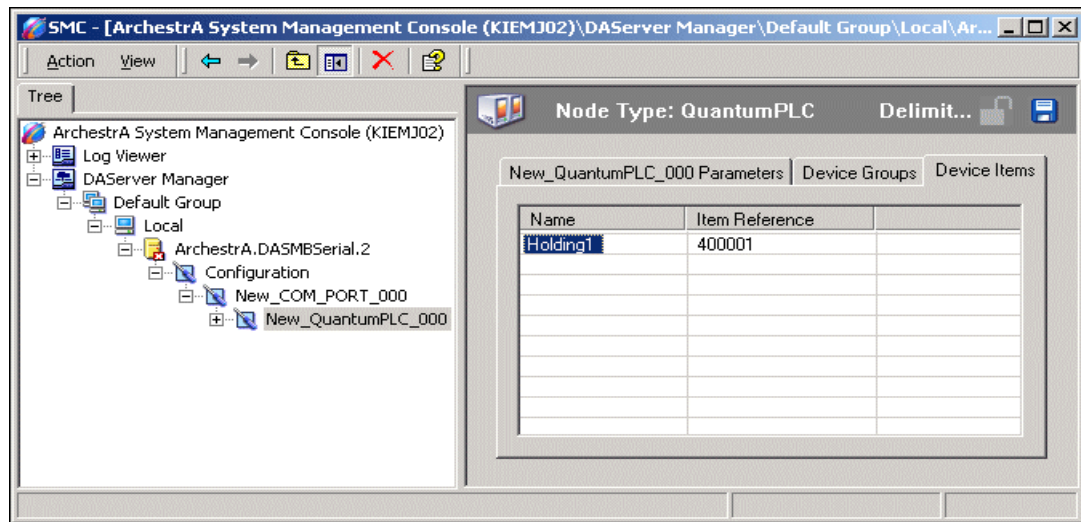 SMC - [ArchestrA System Management Console (KIEMJ02)\DAServer Manager\Default Group\Local\Ar...
Action View
Tree
ArchestrA System Management Console (KIEMJ02)
Log Viewer
DAServer Manager
Default Group
Local
ArchestrA.DASMBSerial.2
Configuration
New_COM_PORT_000
New_QuantumPLC_000
Node Type: QuantumPLC Delimit...
New_QuantumPLC_000 Parameters Device Groups Device Items
Name Item Reference
Holding1 400001